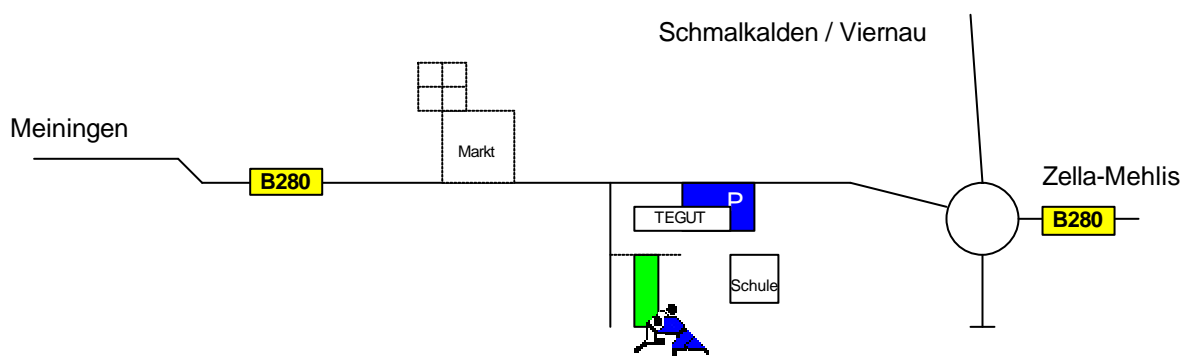 Schmalkalden / Viernau
Meiningen
Markt
B280
Zella-Mehlis
P
TEGUT
B280
Schule